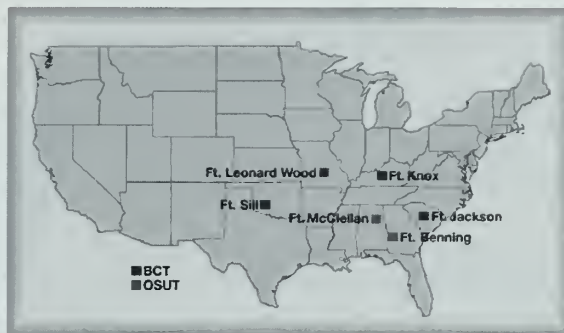 Ft. Leonard Wood
Ft. Knox
Ft. Sill
Ft. McClellan
Ft. Jackson
Ft. Benning
BCT
OSUT